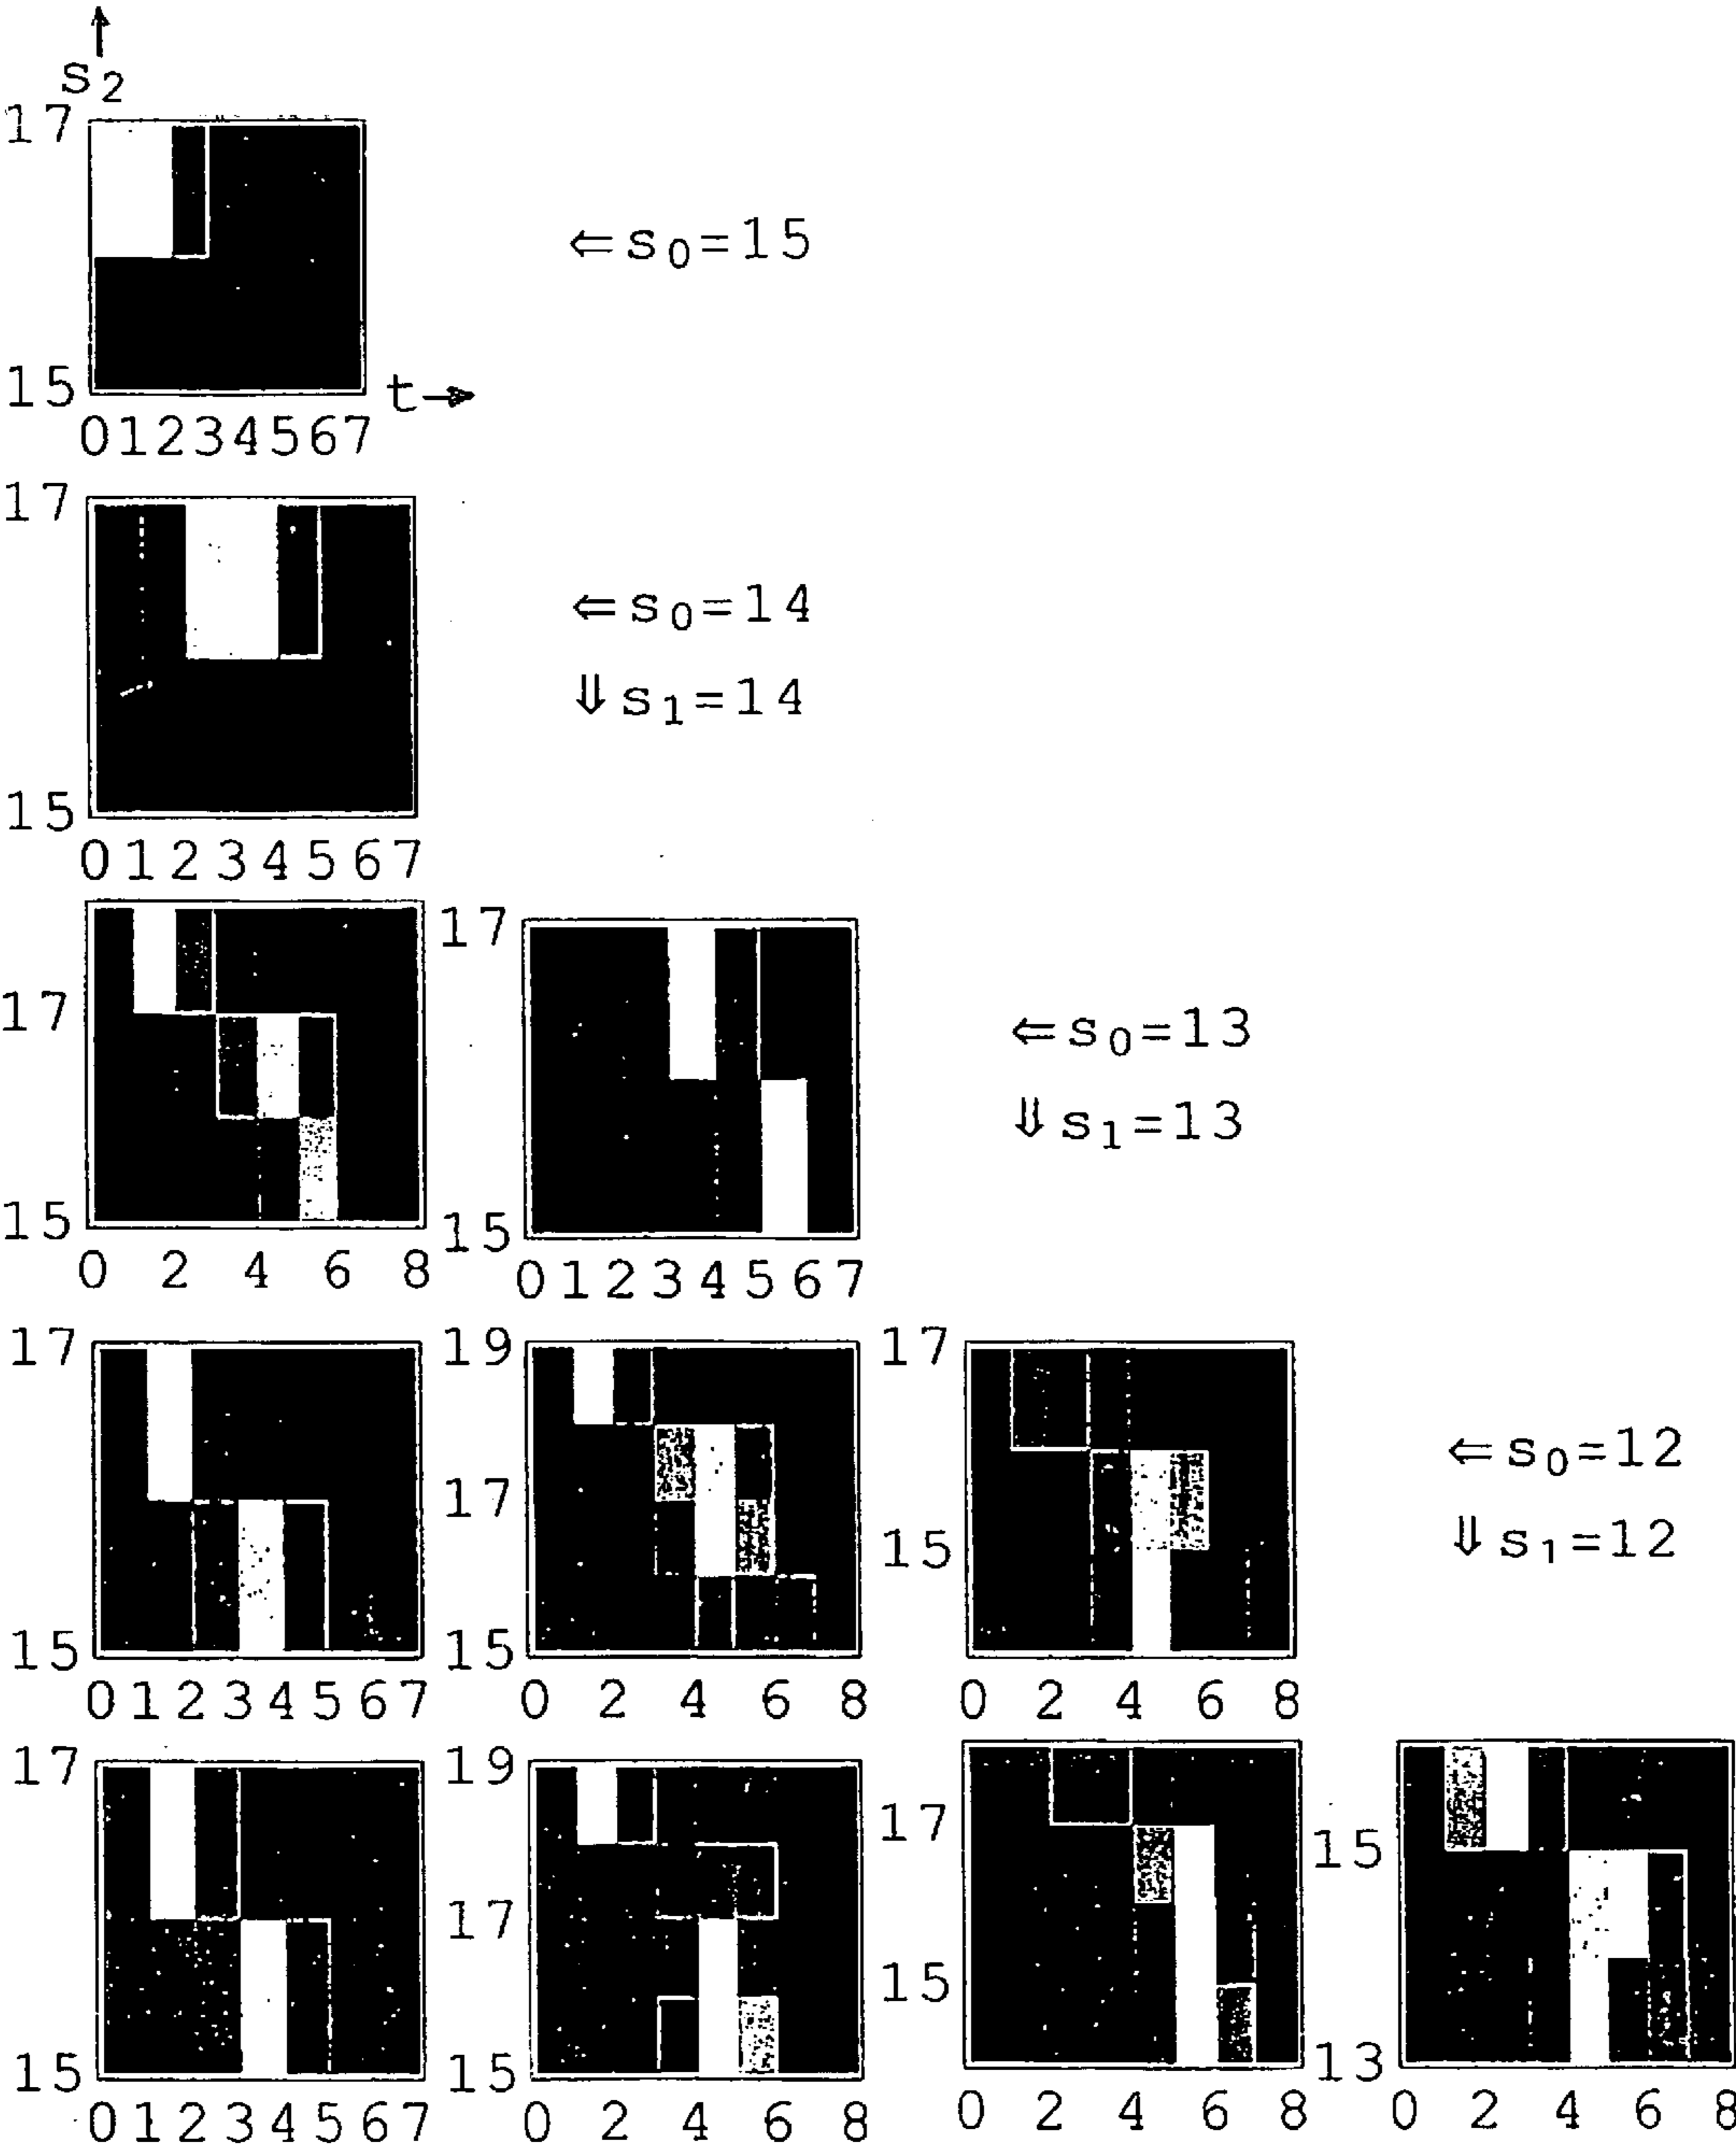 ↑
s₂
17
⇐s₀=15
15 t→
01234567
17
⇐s₀=14
⇓s₁=14
15
01234567
17
17
⇐s₀=13
⇓s₁=13
15 15
0 2 4 6 8 01234567
17 19 17
⇐s₀=12
17 15
⇓s₁=12
15 15
01234567 0 2 4 6 8 0 2 4 6 8
17 19
17 15
17
15
15 15 13
01234567 0 2 4 6 8 0 2 4 6 8 0 2 4 6 8